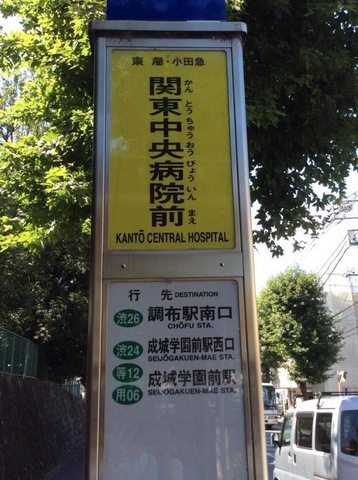 東急・小田急
関東中央病院前
かん とう ちゅう おう びょう いん まえ
KANTŌ CENTRAL HOSPITAL
行先 DESTINATION
渋26 調布駅南口
CHŌFU STA.
渋24 成城学園前駅西口
SEIJOGAKUEN-MAE STA.
等12 成城学園前駅
用06 SEIJOGAKUEN-MAE STA.